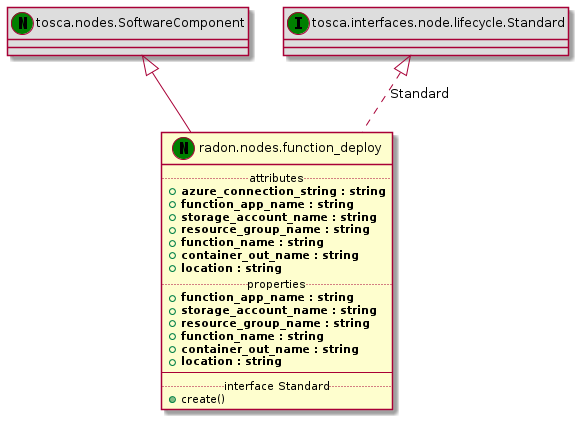 N tosca.nodes.SoftwareComponent
I tosca.interfaces.node.lifecycle.Standard
Standard
N radon.nodes.function_deploy
attributes
azure_connection_string : string
function_app_name : string
storage_account_name : string
resource_group_name : string
function_name : string
container_out_name : string
location : string
properties
function_app_name : string
storage_account_name : string
resource_group_name : string
function_name : string
container_out_name : string
location : string
interface Standard
create()